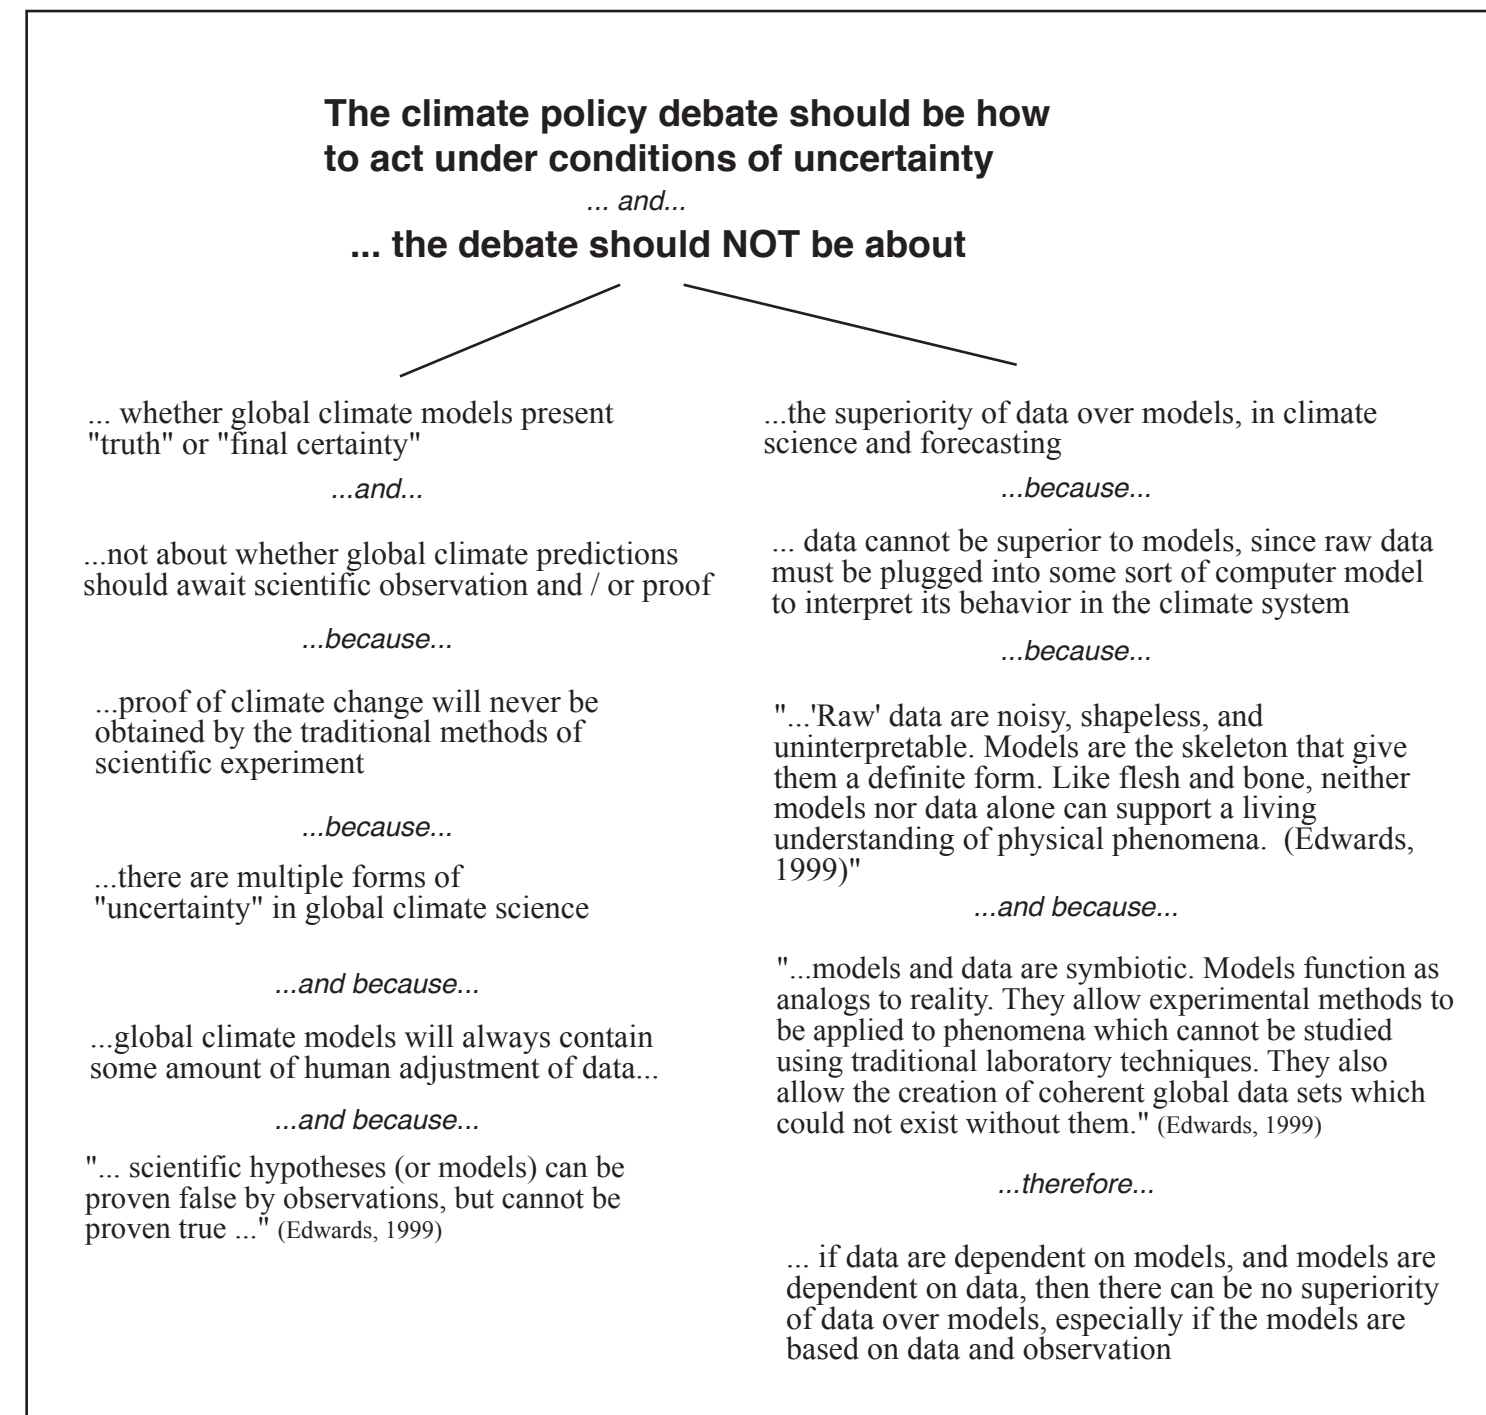 The climate policy debate should be how
to act under conditions of uncertainty
... and...
... the debate should NOT be about
... whether global climate models present
"truth" or "final certainty"
...and...
...not about whether global climate predictions
should await scientific observation and / or proof
...because...
...proof of climate change will never be
obtained by the traditional methods of
scientific experiment
...because...
...there are multiple forms of
"uncertainty" in global climate science
...and because...
...global climate models will always contain
some amount of human adjustment of data...
...and because...
"... scientific hypotheses (or models) can be
proven false by observations, but cannot be
proven true ..." (Edwards, 1999)
...the superiority of data over models, in climate
science and forecasting
...because...
... data cannot be superior to models, since raw data
must be plugged into some sort of computer model
to interpret its behavior in the climate system
...because...
"...'Raw' data are noisy, shapeless, and
uninterpretable. Models are the skeleton that give
them a definite form. Like flesh and bone, neither
models nor data alone can support a living
understanding of physical phenomena.  (Edwards,
1999)"
...and because...
"...models and data are symbiotic. Models function as
analogs to reality. They allow experimental methods to
be applied to phenomena which cannot be studied
using traditional laboratory techniques. They also
allow the creation of coherent global data sets which
could not exist without them." (Edwards, 1999)
...therefore...
... if data are dependent on models, and models are
dependent on data, then there can be no superiority
of data over models, especially if the models are
based on data and observation